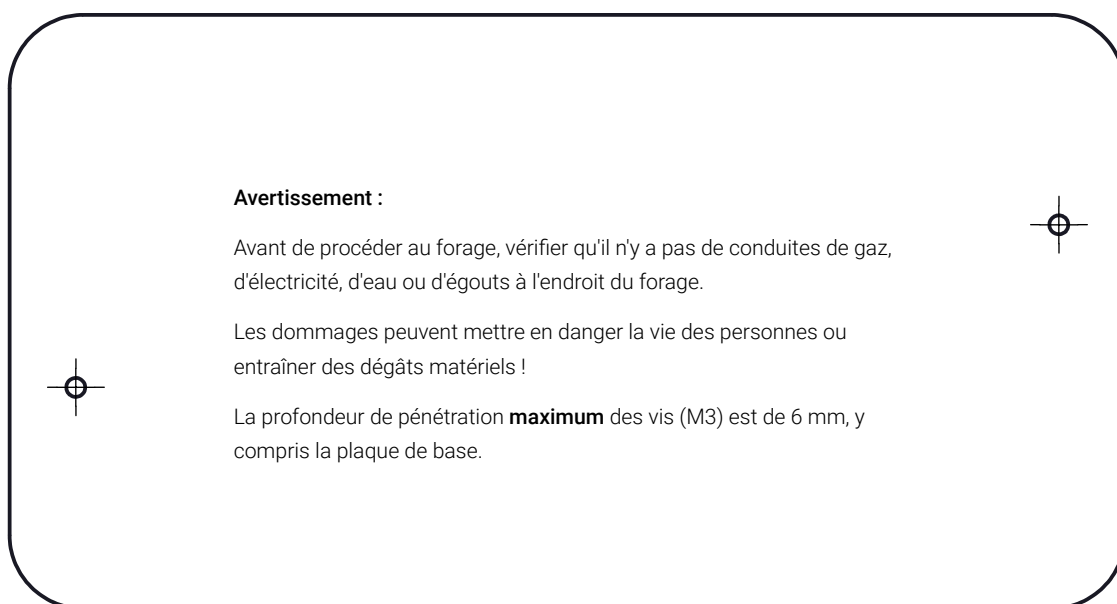 Avertissement :
Avant de procéder au forage, vérifier qu'il n'y a pas de conduites de gaz,
d'électricité, d'eau ou d'égouts à l'endroit du forage.
Les dommages peuvent mettre en danger la vie des personnes ou
entraîner des dégâts matériels !
La profondeur de pénétration maximum des vis (M3) est de 6 mm, y
compris la plaque de base.